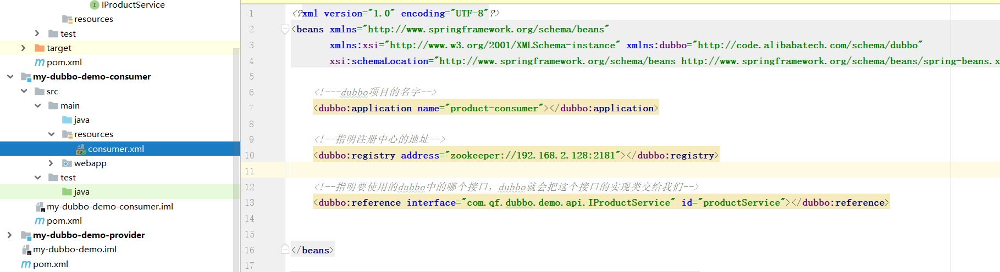 IProductService
resources
test
target
pom.xml
my-dubbo-demo-consumer
src
main
java
resources
consumer.xml
webapp
test
java
my-dubbo-demo-consumer.iml
pom.xml
my-dubbo-demo-provider
my-dubbo-demo.iml
pom.xml
1 <?xml version="1.0" encoding="UTF-8"?>
2 <beans xmlns="http://www.springframework.org/schema/beans"
3 xmlns:xsi="http://www.w3.org/2001/XMLSchema-instance" xmlns:dubbo="http://code.alibabatech.com/schema/dubbo"
4 xsi:schemaLocation="http://www.springframework.org/schema/beans http://www.springframework.org/schema/beans/spring-beans.x
5
6 <!---dubbo项目的名字-->
7 <dubbo:application name="product-consumer"></dubbo:application>
8
9 <!--指明注册中心的地址-->
10 <dubbo:registry address="zookeeper://192.168.2.128:2181"></dubbo:registry>
11
12 <!--指明要使用的dubbo中的哪个接口，dubbo就会把这个接口的实现类交给我们-->
13 <dubbo:reference interface="com.qf.dubbo.demo.api.IProductService" id="productService"></dubbo:reference>
14
15
16 </beans>
17